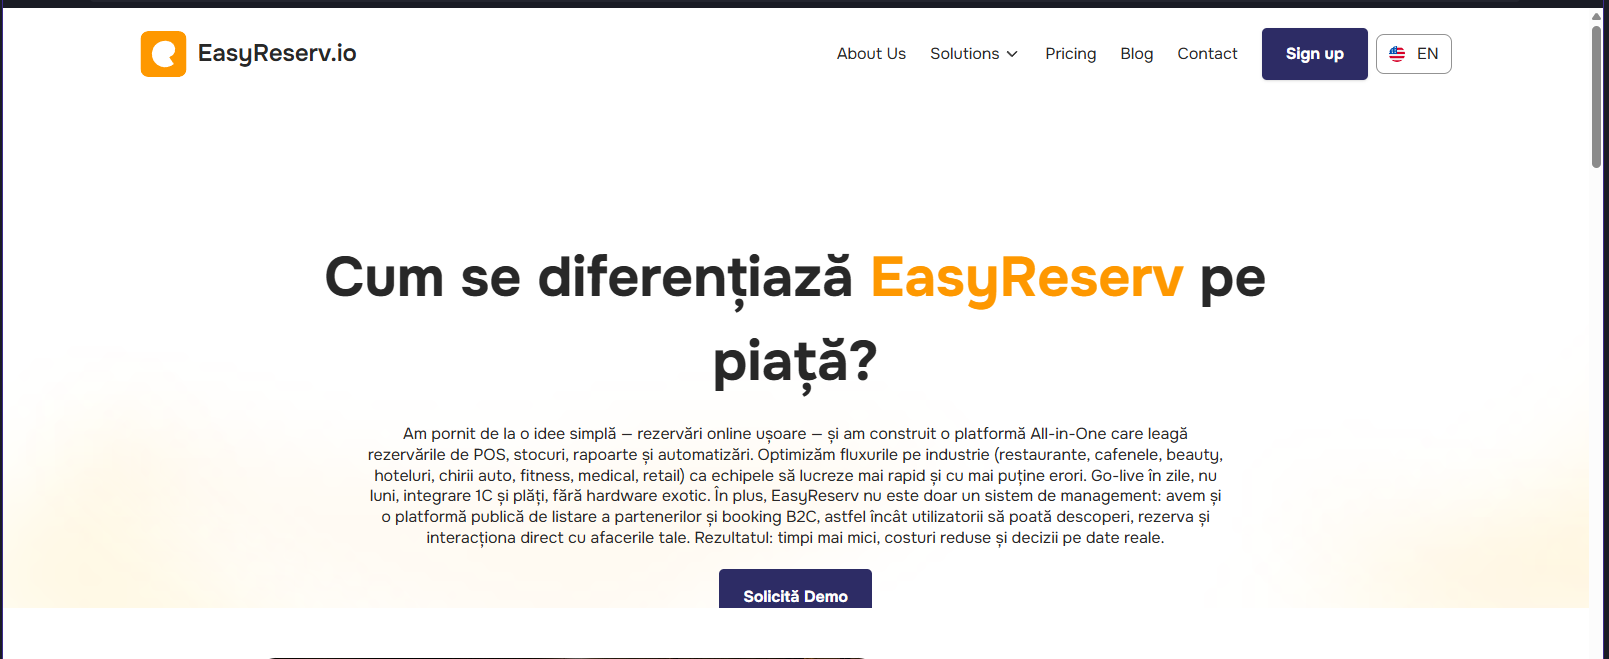 EasyReserv.io
About Us Solutions Pricing Blog Contact Sign up EN
Cum se diferențiază EasyReserv pe
piață?
Am pornit de la o idee simplă — rezervări online ușoare — și am construit o platformă All-in-One care leagă
rezervările de POS, stocuri, rapoarte și automatizări. Optimizăm fluxurile pe industrie (restaurante, cafenele, beauty,
hoteluri, chirii auto, fitness, medical, retail) ca echipele să lucreze mai rapid și cu mai puține erori. Go-live în zile, nu
luni, integrare 1C și plăți, fără hardware exotic. În plus, EasyReserv nu este doar un sistem de management: avem și
o platformă publică de listare a partenerilor și booking B2C, astfel încât utilizatorii să poată descoperi, rezerva și
interacționa direct cu afacerile tale. Rezultatul: timpi mai mici, costuri reduse și decizii pe date reale.
Solicită Demo